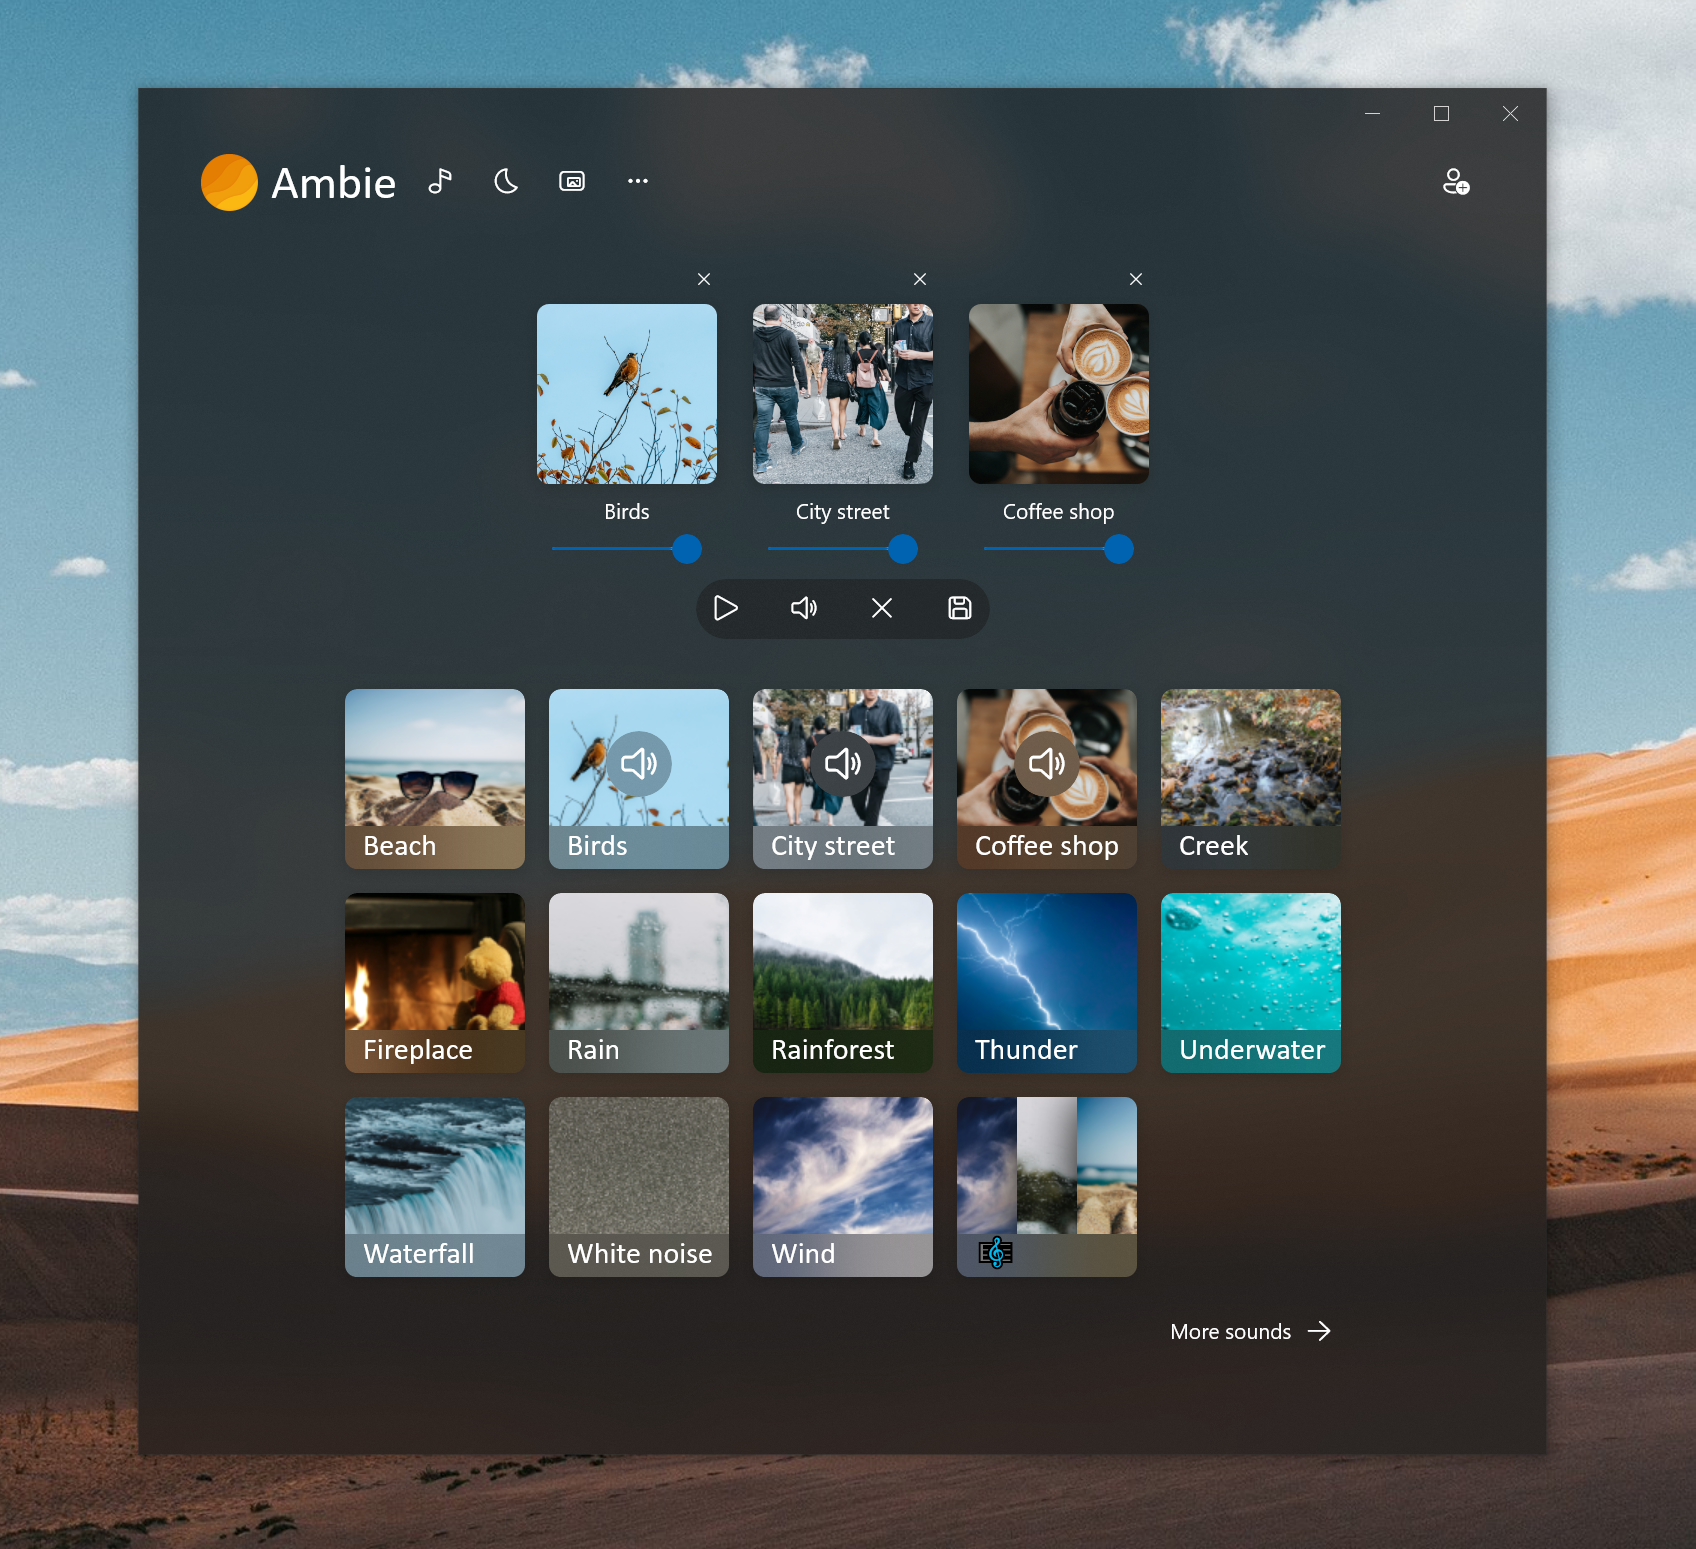 Ambie
Birds
City street
Coffee shop
Beach
Birds
City street
Coffee shop
Creek
Fireplace
Rain
Rainforest
Thunder
Underwater
Waterfall
White noise
Wind
More sounds